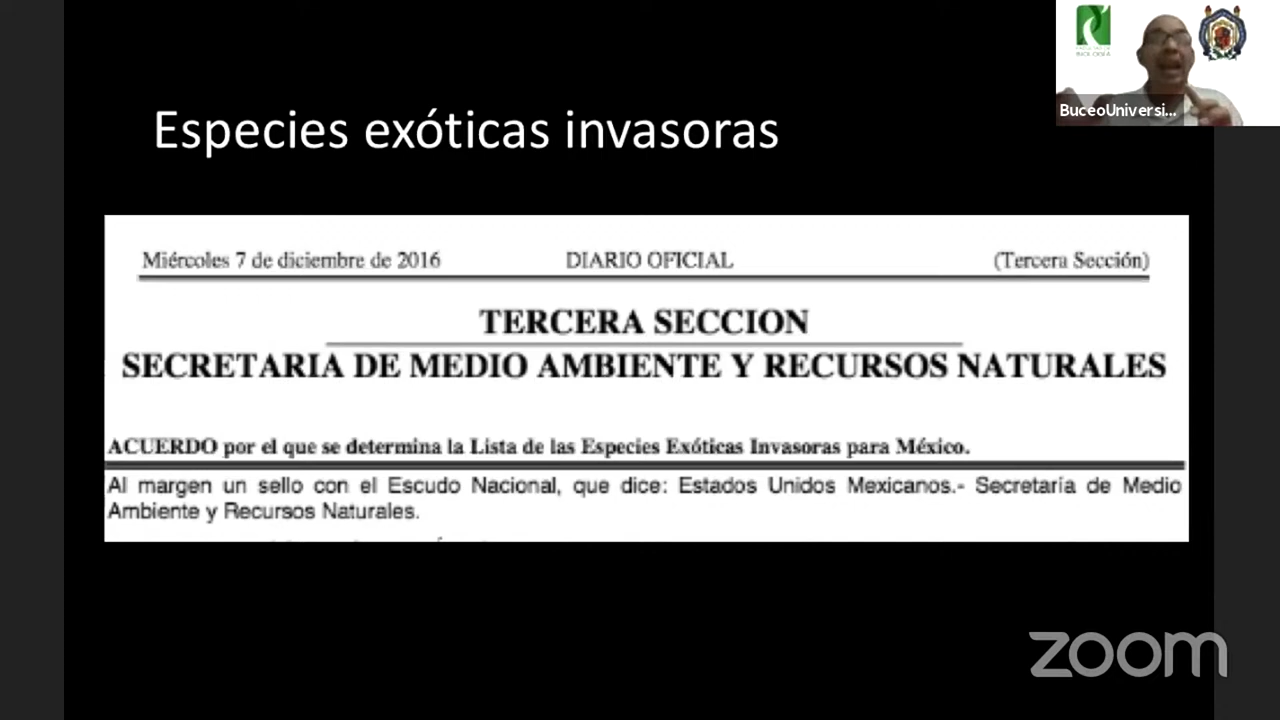 BuceoUniversi...
Especies exóticas invasoras
Miércoles 7 de diciembre de 2016 DIARIO OFICIAL (Tercera Sección)
TERCERA SECCION
SECRETARIA DE MEDIO AMBIENTE Y RECURSOS NATURALES
ACUERDO por el que se determina la Lista de las Especies Exóticas Invasoras para México.
Al margen un sello con el Escudo Nacional, que dice: Estados Unidos Mexicanos.- Secretaría de Medio
Ambiente y Recursos Naturales.
zoom